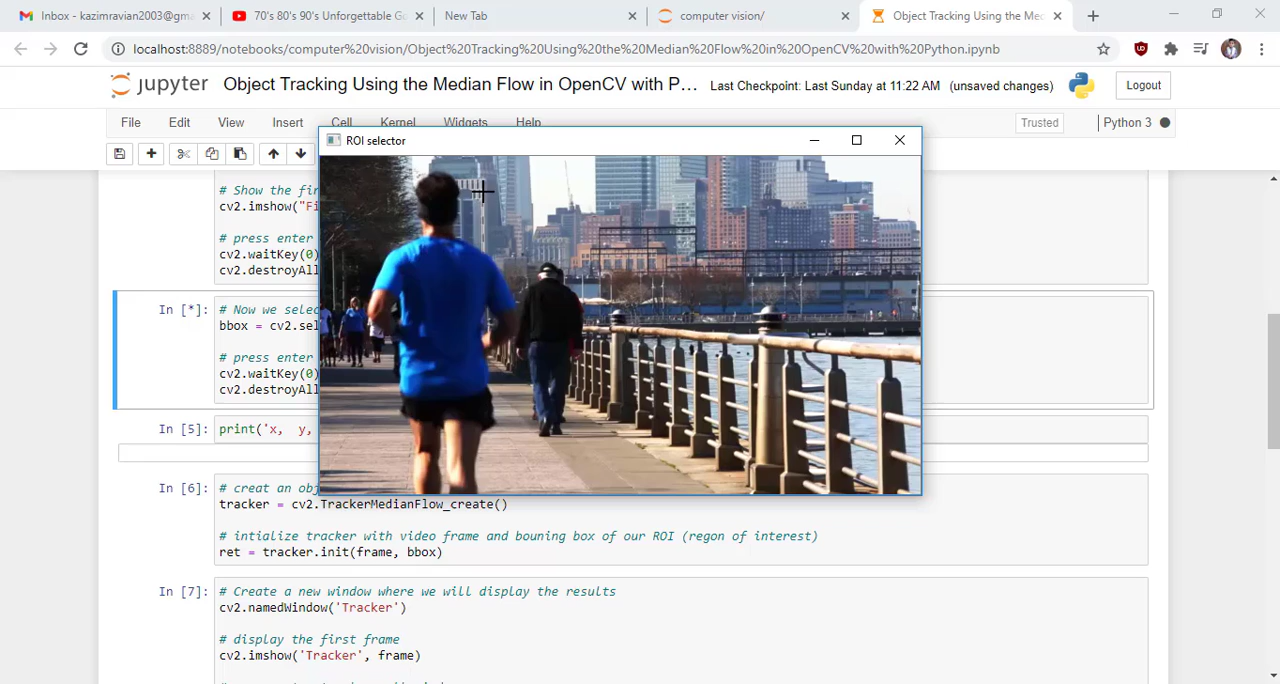 Inbox - kazimravian2003@gma
70's 80's 90's Unforgettable Go
New Tab
computer vision/
Object Tracking Using the Med
localhost:8889/notebooks/computer%20vision/Object%20Tracking%20Using%20the%20Median%20Flow%20in%20OpenCV%20with%20Python.ipynb
jupyter Object Tracking Using the Median Flow in OpenCV with P... Last Checkpoint: Last Sunday at 11:22 AM (unsaved changes)
Logout
File Edit View Insert Cell Kernel Widgets Help
Trusted
Python 3
ROI selector
# Show the fir
cv2.imshow("Fi
# press enter
cv2.waitKey(0)
cv2.destroyAll
In [*]: # Now we selec
bbox = cv2.se
# press enter
cv2.waitKey(0)
cv2.destroyAll
In [5]: print('x, y,
In [6]: # creat an obj
tracker = cv2.TrackerMedianFlow_create()
# intialize tracker with video frame and bouning box of our ROI (regon of interest)
ret = tracker.init(frame, bbox)
In [7]: # Create a new window where we will display the results
cv2.namedWindow('Tracker')
# display the first frame
cv2.imshow('Tracker', frame)